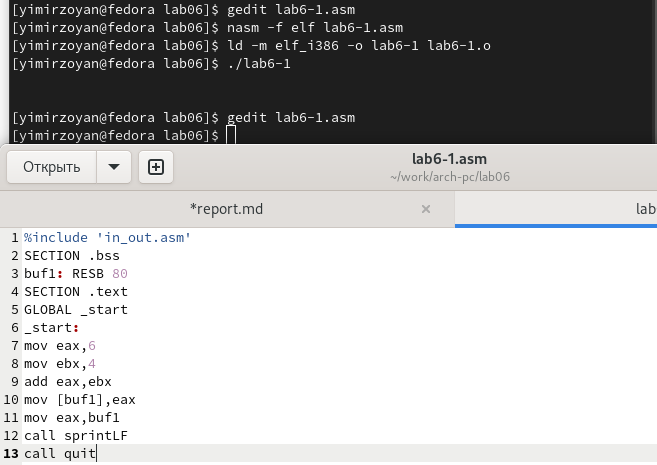 [yimirzoyan@fedora lab06]$ gedit lab6-1.asm
[yimirzoyan@fedora lab06]$ nasm -f elf lab6-1.asm
[yimirzoyan@fedora lab06]$ ld -m elf_i386 -o lab6-1 lab6-1.o
[yimirzoyan@fedora lab06]$ ./lab6-1
[yimirzoyan@fedora lab06]$ gedit lab6-1.asm
[yimirzoyan@fedora lab06]$
Открыть
lab6-1.asm
~/work/arch-pc/lab06
*report.md × lab
1 %include 'in_out.asm'
2 SECTION .bss
3 buf1: RESB 80
4 SECTION .text
5 GLOBAL _start
6 _start:
7 mov eax,6
8 mov ebx,4
9 add eax,ebx
10 mov [buf1],eax
11 mov eax,buf1
12 call sprintLF
13 call quit